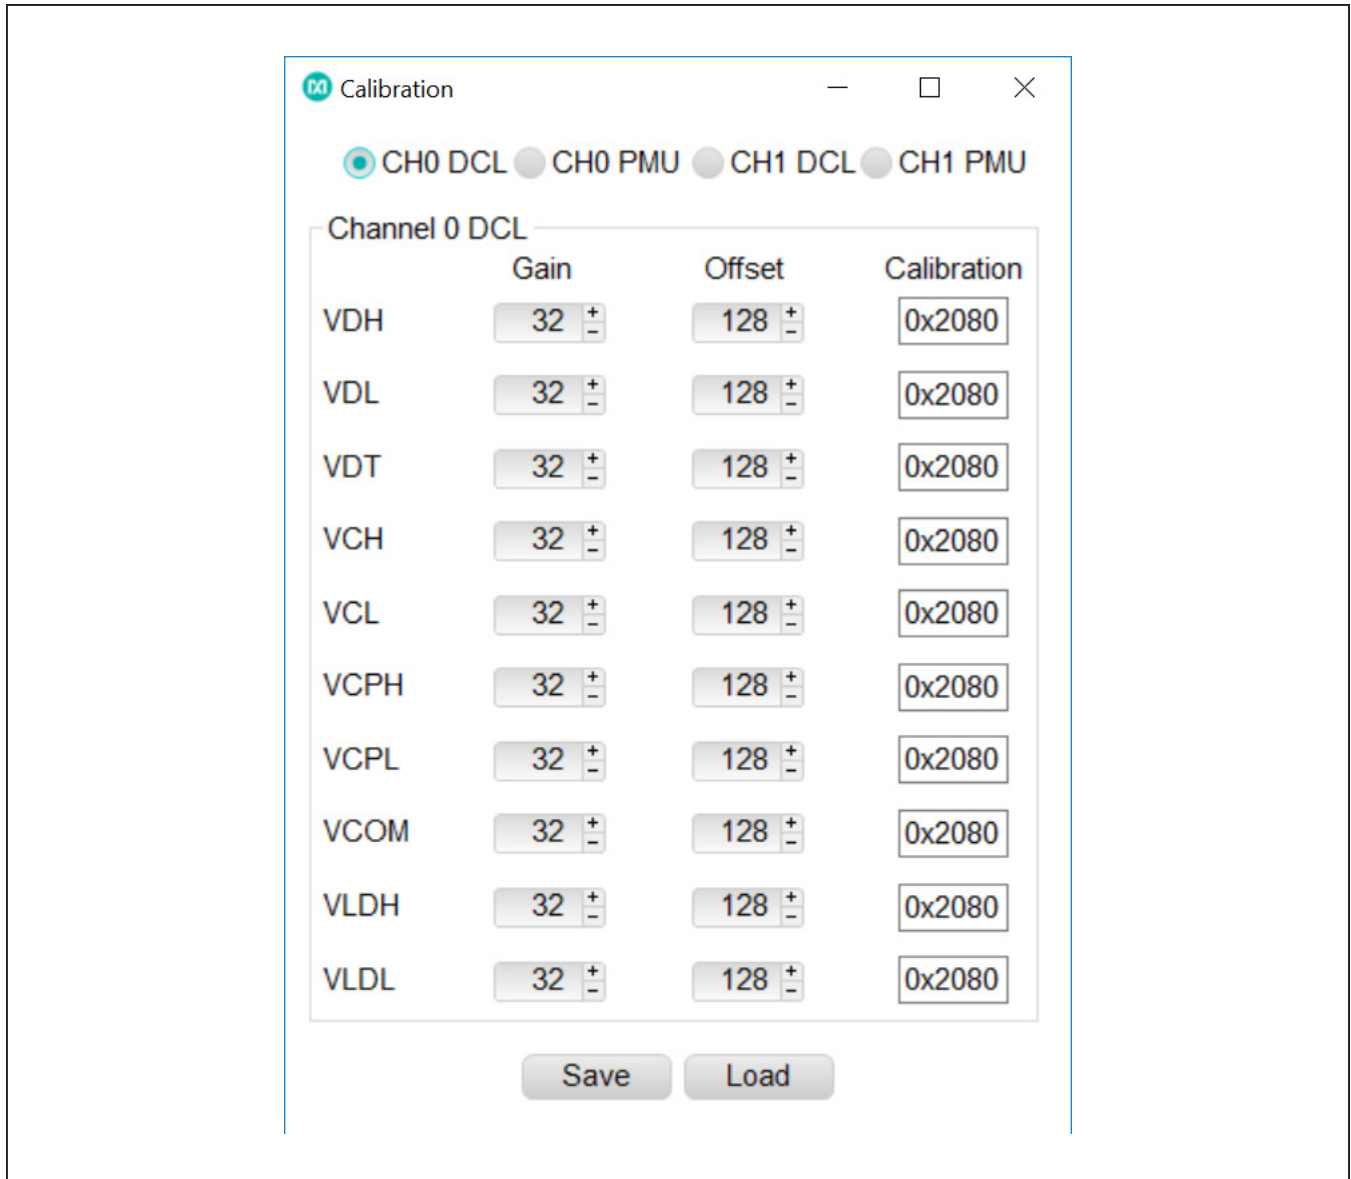 Calibration
CH0 DCL CH0 PMU CH1 DCL CH1 PMU
Channel 0 DCL
Gain Offset Calibration
VDH 32 + - 128 + - 0x2080
VDL 32 + - 128 + - 0x2080
VDT 32 + - 128 + - 0x2080
VCH 32 + - 128 + - 0x2080
VCL 32 + - 128 + - 0x2080
VCPH 32 + - 128 + - 0x2080
VCPL 32 + - 128 + - 0x2080
VCOM 32 + - 128 + - 0x2080
VLDH 32 + - 128 + - 0x2080
VLDL 32 + - 128 + - 0x2080
Save Load